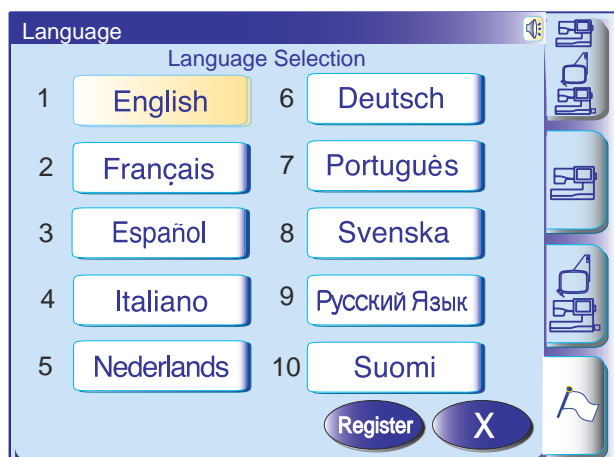 Language
Language Selection
1 English 6 Deutsch
2 Français 7 Português
3 Español 8 Svenska
4 Italiano 9 Русский Язык
5 Nederlands 10 Suomi
Register X